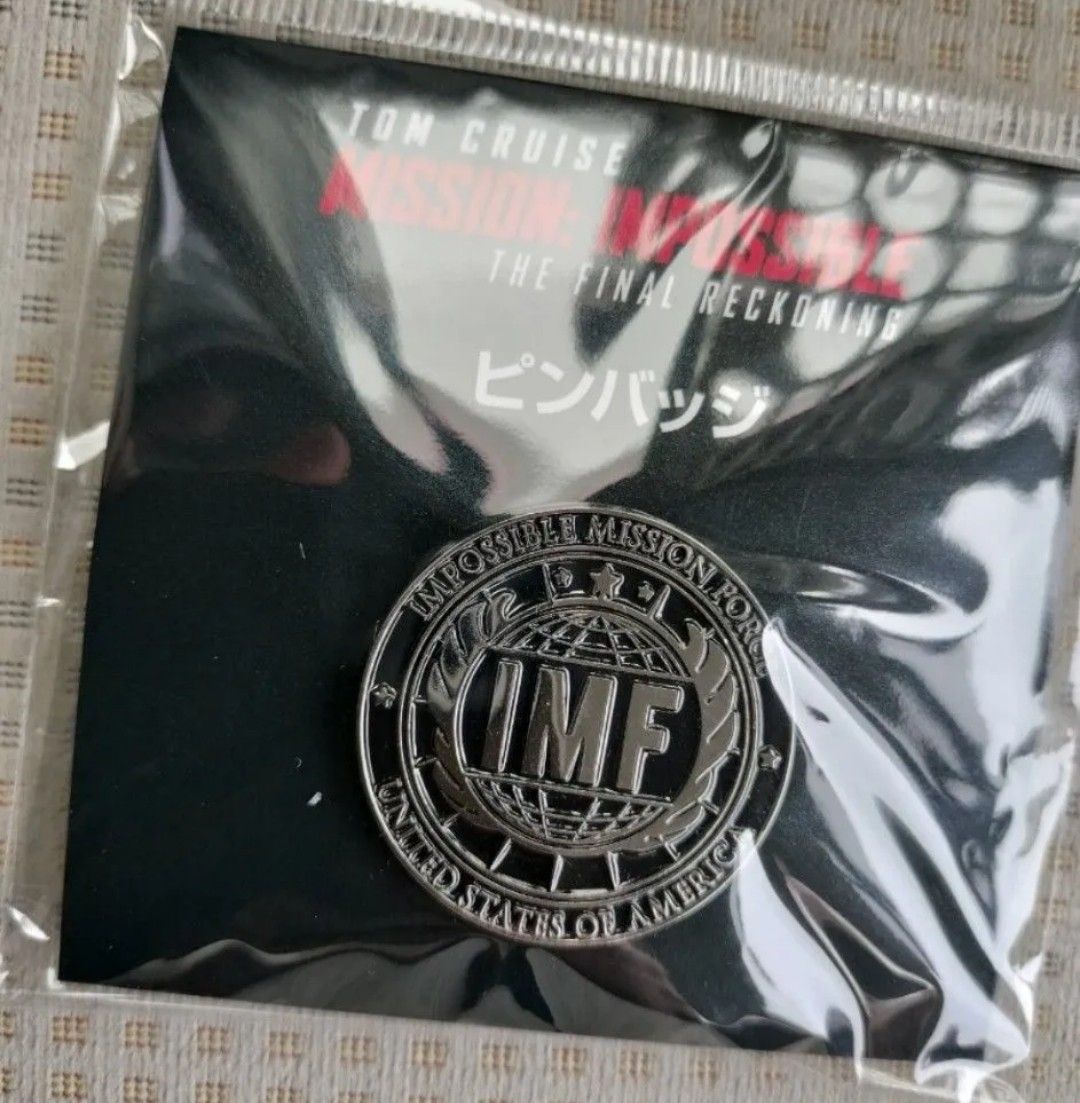 TOM CRUISE
MISSION: IMPOSSIBLE
THE FINAL RECKONING
ピンバッジ
IMPOSSIBLE MISSION FORCE
IMF
UNITED STATES OF AMERICA